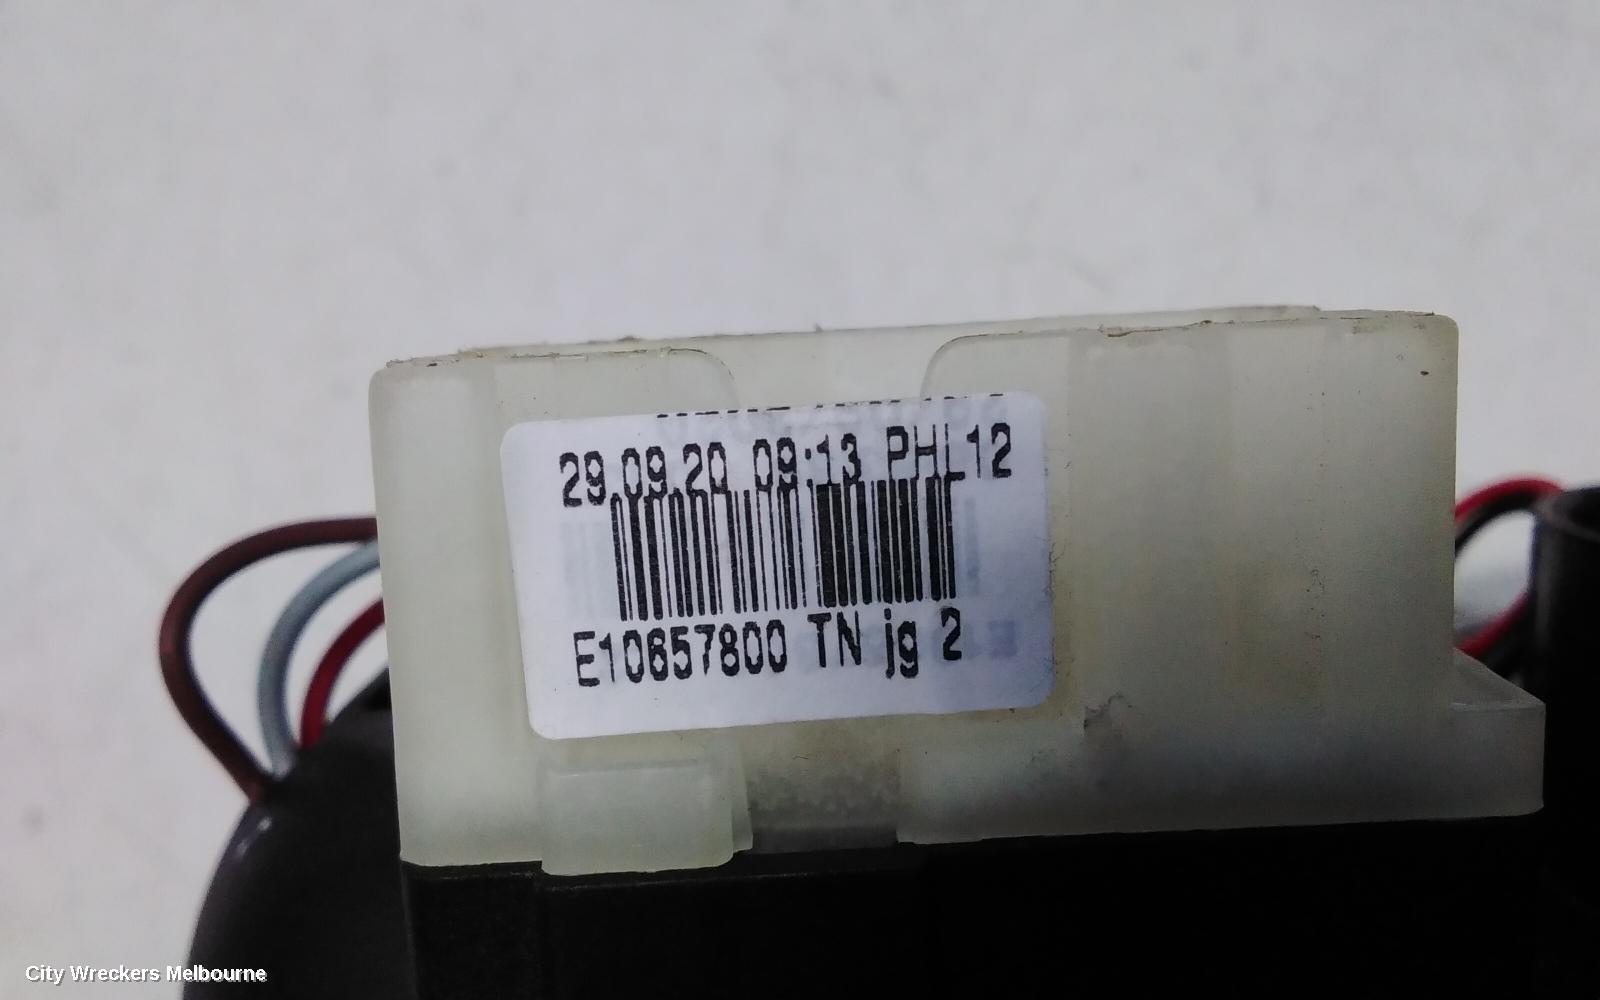 29.09.20 09:13 PHL12
E10657800 TN jg 2
City Wreckers Melbourne